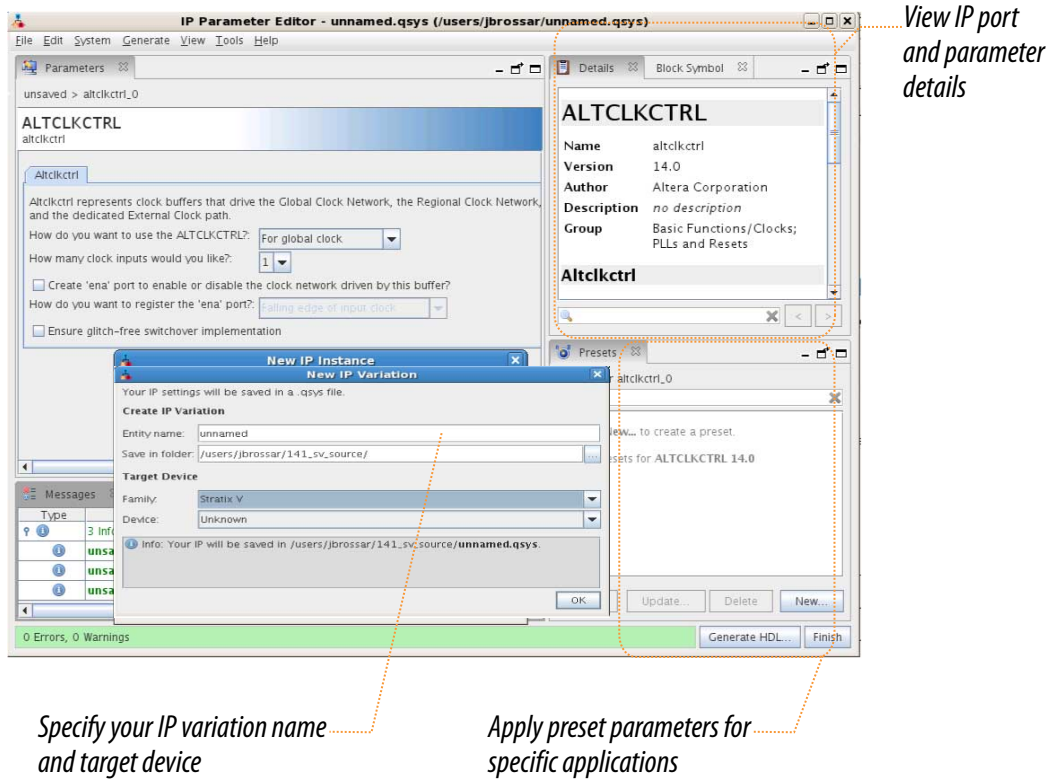 IP Parameter Editor - unnamed.qsys (/users/jbrossar/unnamed.qsys)
File Edit System Generate View Tools Help
Parameters
unsaved > altclkctrl_0
ALTCLKCTRL
altclkctrl
Altclkctrl
Altclkctrl represents clock buffers that drive the Global Clock Network, the Regional Clock Network,
and the dedicated External Clock path.
How do you want to use the ALTCLKCTRL?: For global clock
How many clock inputs would you like?: 1
Create 'ena' port to enable or disable the clock network driven by this buffer?
How do you want to register the 'ena' port?: Falling edge of input clock
Ensure glitch-free switchover implementation
Details Block Symbol
ALTCLKCTRL
Name altclkctrl
Version 14.0
Author Altera Corporation
Description no description
Group Basic Functions/Clocks;
PLLs and Resets
Altclkctrl
< >
View IP port
and parameter
details
Presets
altclkctrl_0
New... to create a preset.
sets for ALTCLKCTRL 14.0
Update... Delete New...
New IP Instance
New IP Variation
Your IP settings will be saved in a .qsys file.
Create IP Variation
Entity name: unnamed
Save in folder: /users/jbrossar/141_sv_source/ ...
Target Device
Family: Stratix V
Device: Unknown
Info: Your IP will be saved in /users/jbrossar/141_sv_source/unnamed.qsys.
OK
Messages
Type
3 Inf
unsa
unsa
unsa
0 Errors, 0 Warnings
Generate HDL... Finish
Specify your IP variation name
and target device
Apply preset parameters for
specific applications